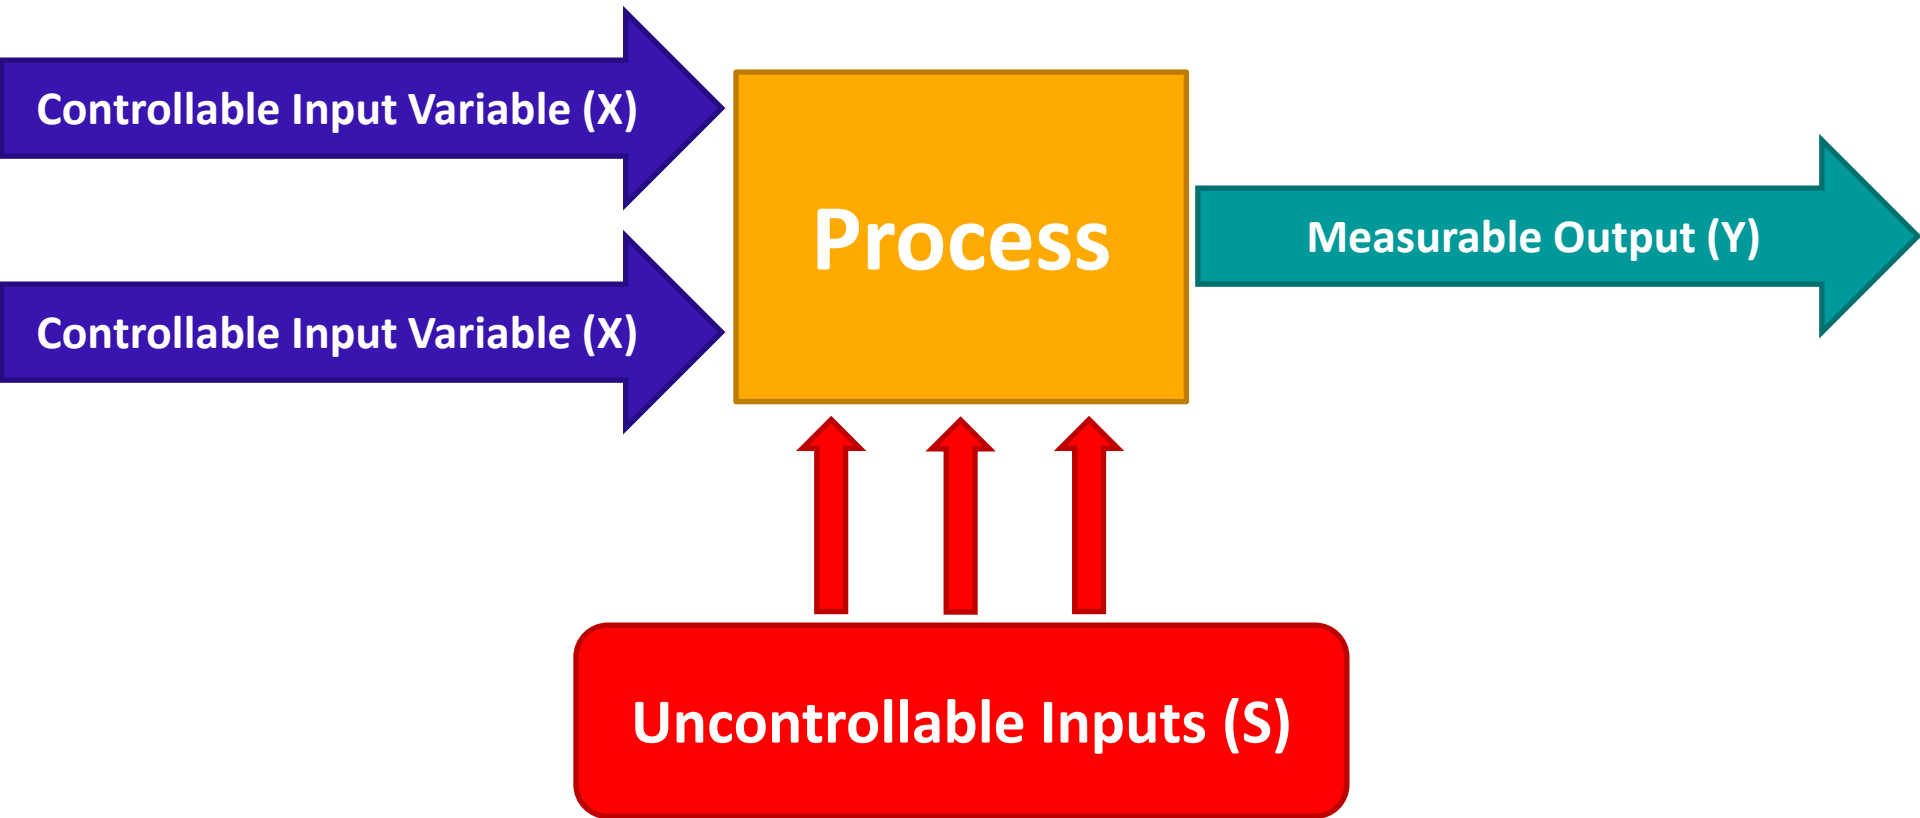 Controllable Input Variable (X)
Process
Measurable Output (Y)
Controllable Input Variable (X)
Uncontrollable Inputs (S)